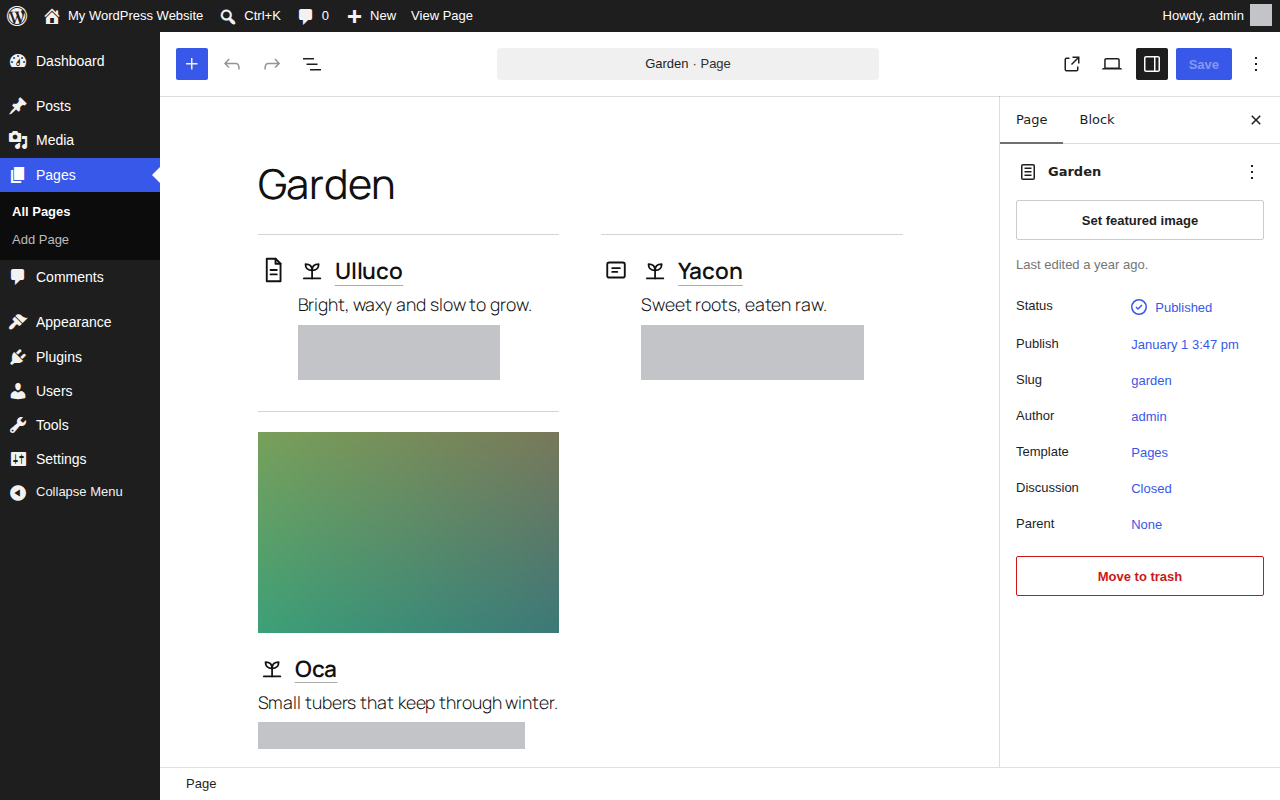 My WordPress Website
Ctrl+K
0
New
View Page
Howdy, admin
Dashboard
Posts
Media
Pages
All Pages
Add Page
Comments
Appearance
Plugins
Users
Tools
Settings
Collapse Menu
Garden · Page
Save
Garden
Ulluco
Bright, waxy and slow to grow.
Yacon
Sweet roots, eaten raw.
Oca
Small tubers that keep through winter.
Page
Block
Garden
Set featured image
Last edited a year ago.
Status
Published
Publish
January 1 3:47 pm
Slug
garden
Author
admin
Template
Pages
Discussion
Closed
Parent
None
Move to trash
Page